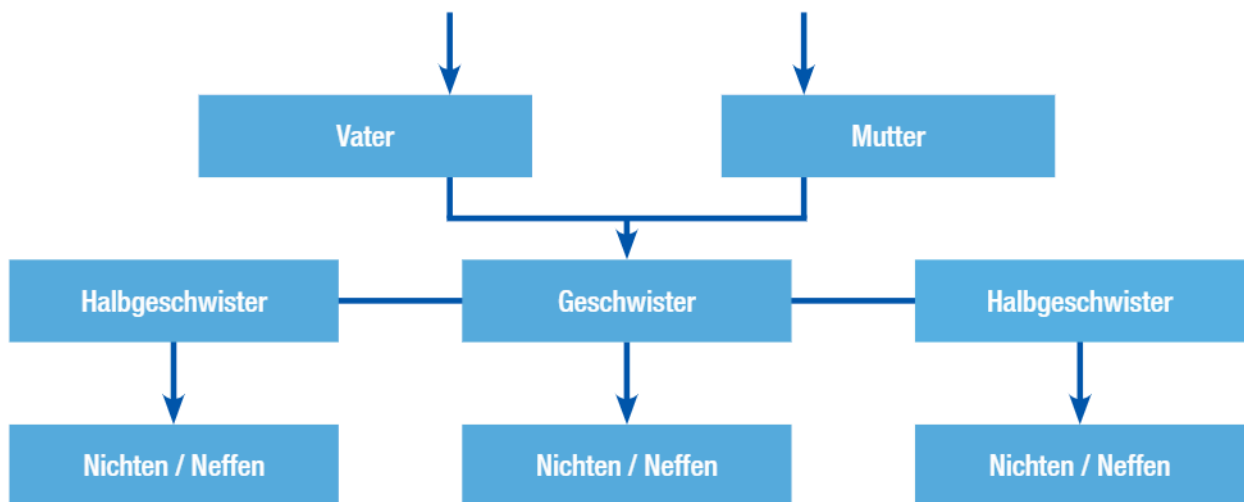 Vater
Mutter
Halbgeschwister
Geschwister
Halbgeschwister
Nichten / Neffen
Nichten / Neffen
Nichten / Neffen